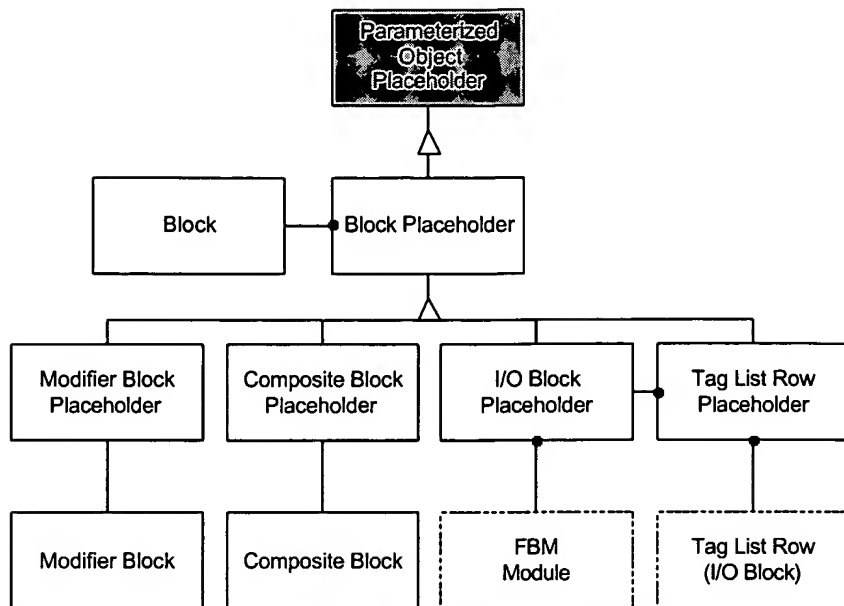 Parameterized
Object
Placeholder
Block
Block Placeholder
Modifier Block
Placeholder
Composite Block
Placeholder
I/O Block
Placeholder
Tag List Row
Placeholder
Modifier Block
Composite Block
FBM
Module
Tag List Row
(I/O Block)